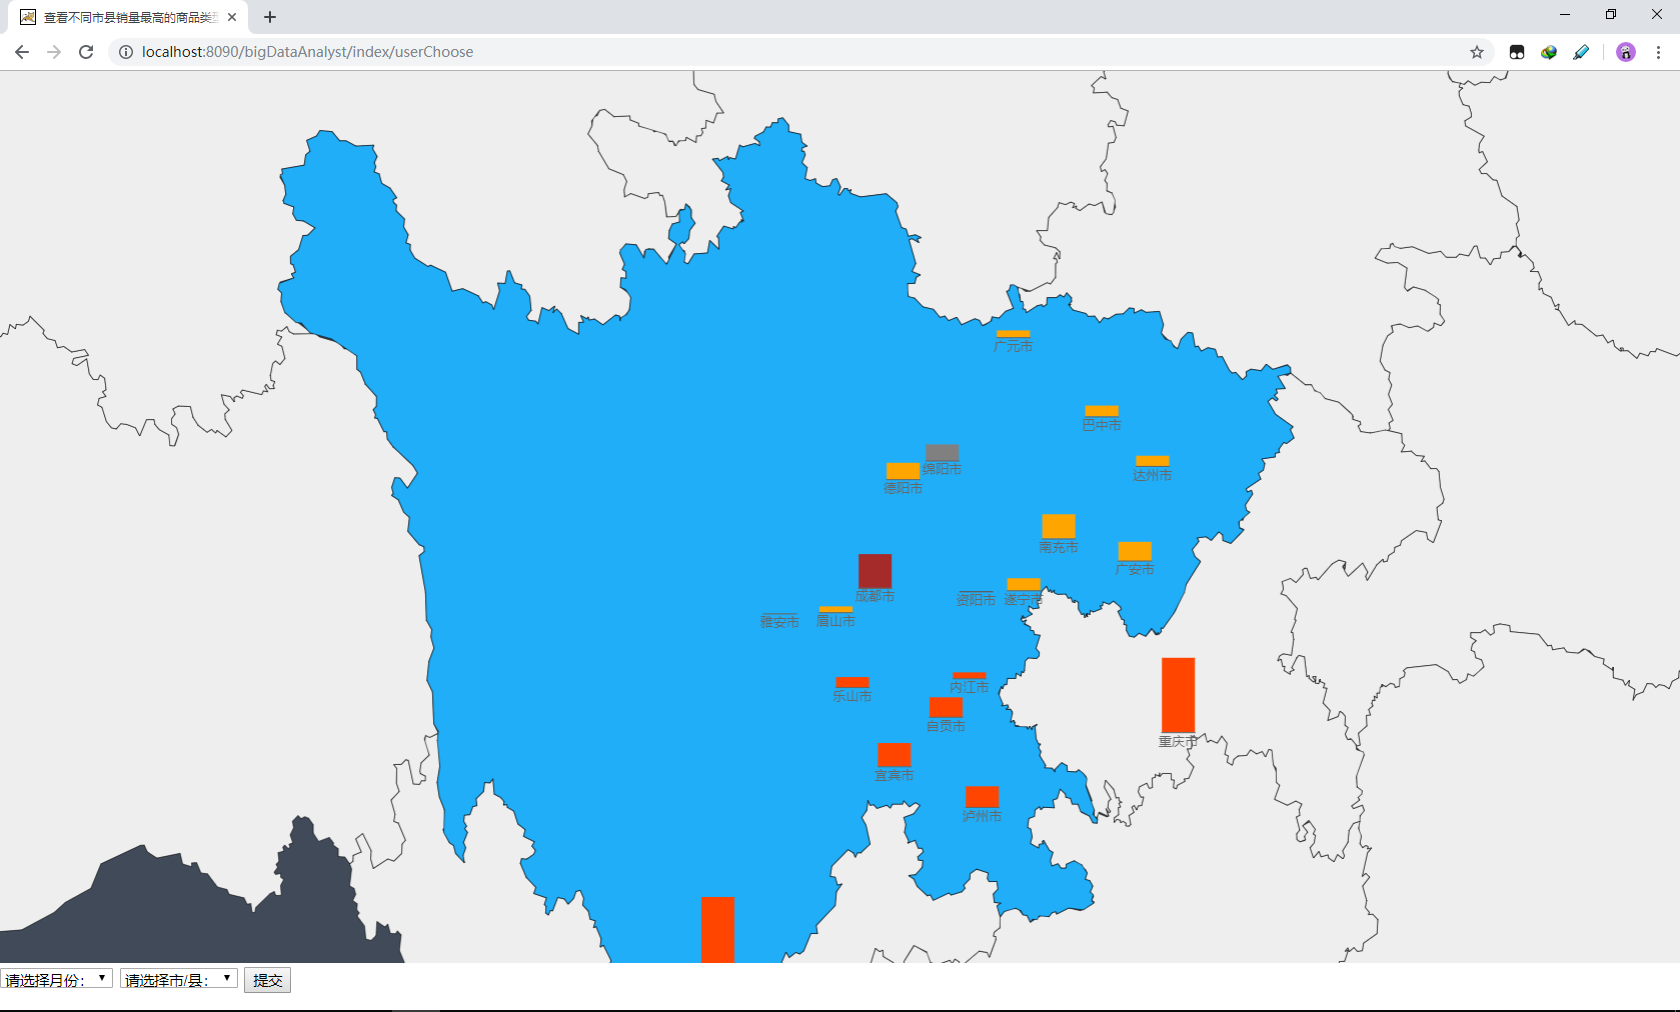 查看不同市县销量最高的商品类型
localhost:8090/bigDataAnalyst/index/userChoose
广元市
巴中市
绵阳市
达州市
德阳市
南充市
广安市
成都市
资阳市
遂宁市
雅安市
眉山市
内江市
乐山市
自贡市
重庆市
宜宾市
泸州市
请选择月份：
请选择市/县：
提交